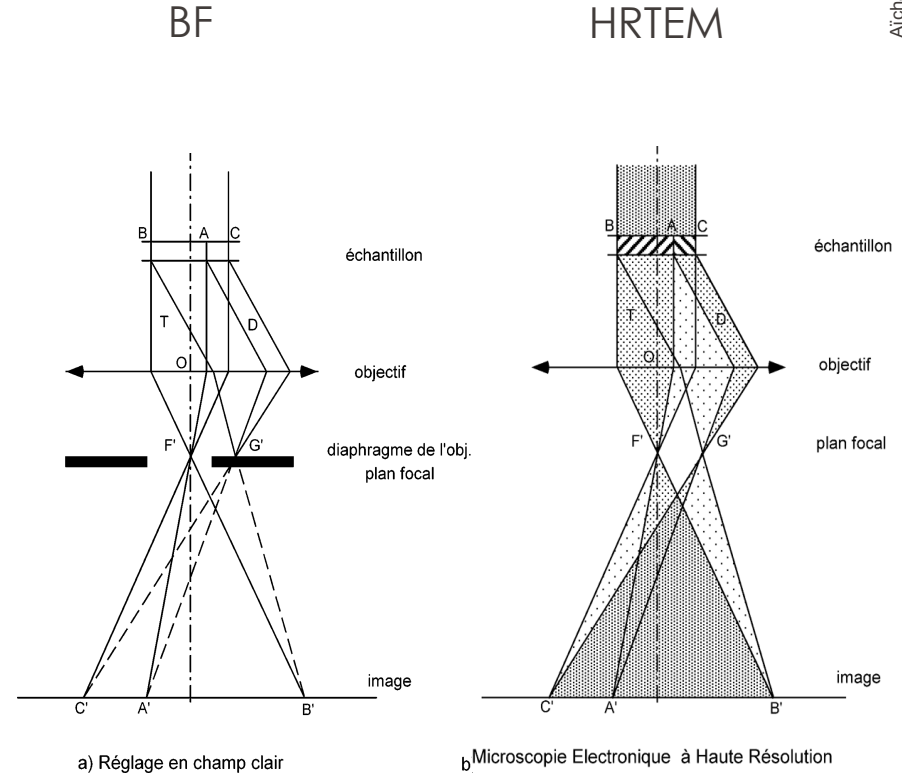 BF
HRTEM
Aïch
B A C
échantillon
T D
O
objectif
F' G'
diaphragme de l'obj.
plan focal
image
C' A' B'
a) Réglage en champ clair
B A C
échantillon
T D
O
objectif
F' G'
plan focal
image
C' A' B'
b Microscopie Electronique à Haute Résolution